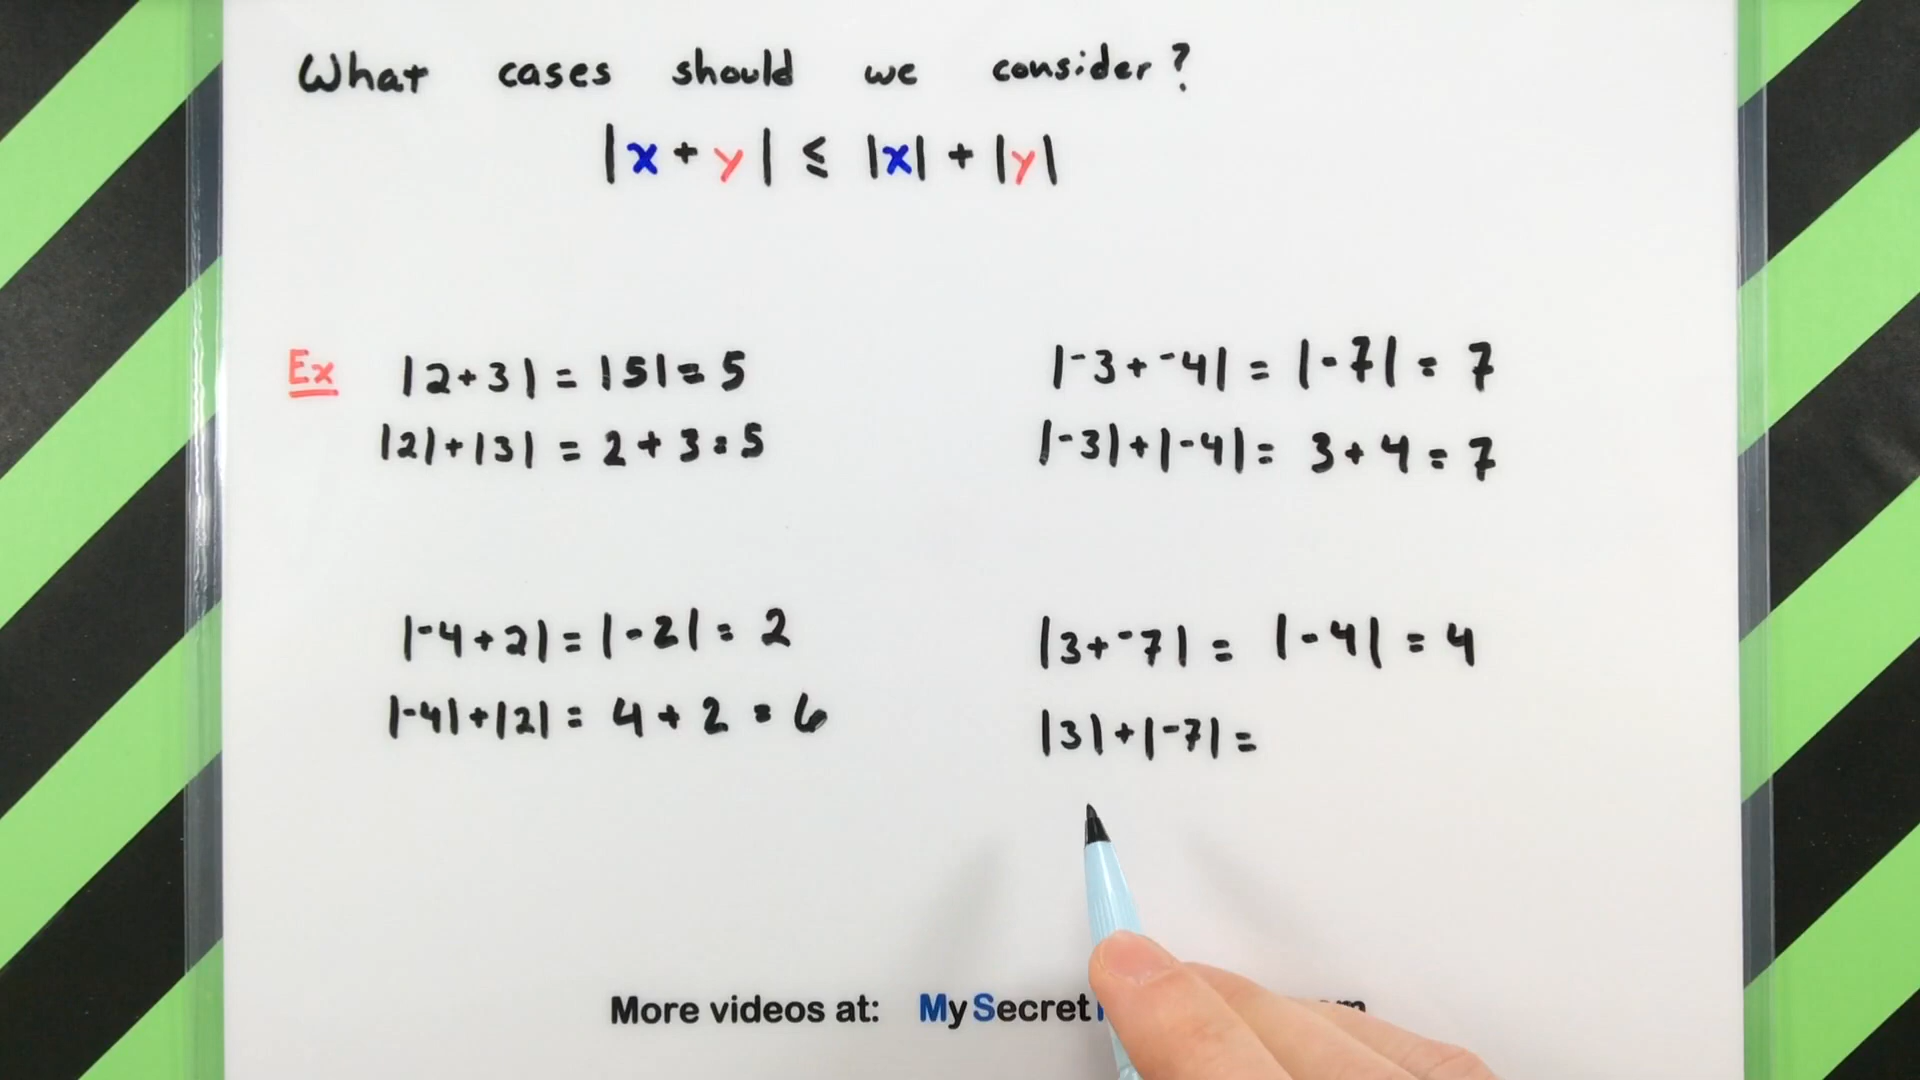 What cases should we consider?
|x + y| ≤ |x| + |y|
Ex |2+3| = |5| = 5
|2|+|3| = 2 + 3 = 5
|-3 + -4| = |-7| = 7
|-3|+|-4| = 3 + 4 = 7
|-4+2| = |-2| = 2
|-4|+|2| = 4 + 2 = 6
|3+-7| = |-4| = 4
|3|+|-7| =
More videos at: MySecret